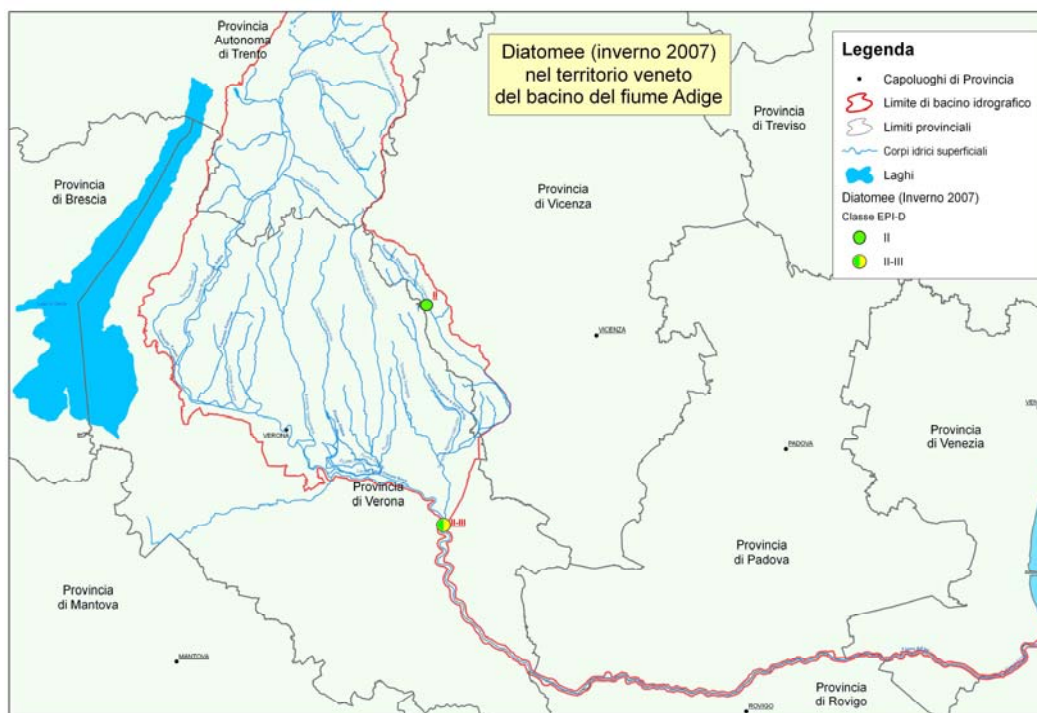 Provincia
Autonoma
di Trento
Diatomee (inverno 2007)
nel territorio veneto
del bacino del fiume Adige
Legenda
Capoluoghi di Provincia
Limite di bacino idrografico
Limiti provinciali
Corpi idrici superficiali
Laghi
Diatomee (Inverno 2007)
Classe EPI-D
II
II-III
Provincia
di Treviso
Provincia
di Brescia
Provincia
di Vicenza
II
VICENZA
VERONA
PADOVA
Provincia
di Venezia
Provincia
di Verona
II-III
Provincia
di Padova
Provincia
di Mantova
MANTOVA
Provincia
di Rovigo
ROVIGO